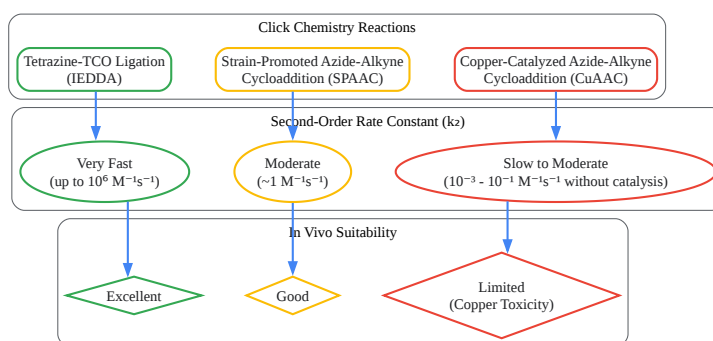 Click Chemistry Reactions
Tetrazine-TCO Ligation
(IEDDA)
Strain-Promoted Azide-Alkyne
Cycloaddition (SPAAC)
Copper-Catalyzed Azide-Alkyne
Cycloaddition (CuAAC)
Second-Order Rate Constant (k₂)
Very Fast
(up to 10⁶ M⁻¹s⁻¹)
Moderate
(~1 M⁻¹s⁻¹)
Slow to Moderate
(10⁻³ - 10⁻¹ M⁻¹s⁻¹ without catalysis)
In Vivo Suitability
Excellent
Good
Limited
(Copper Toxicity)